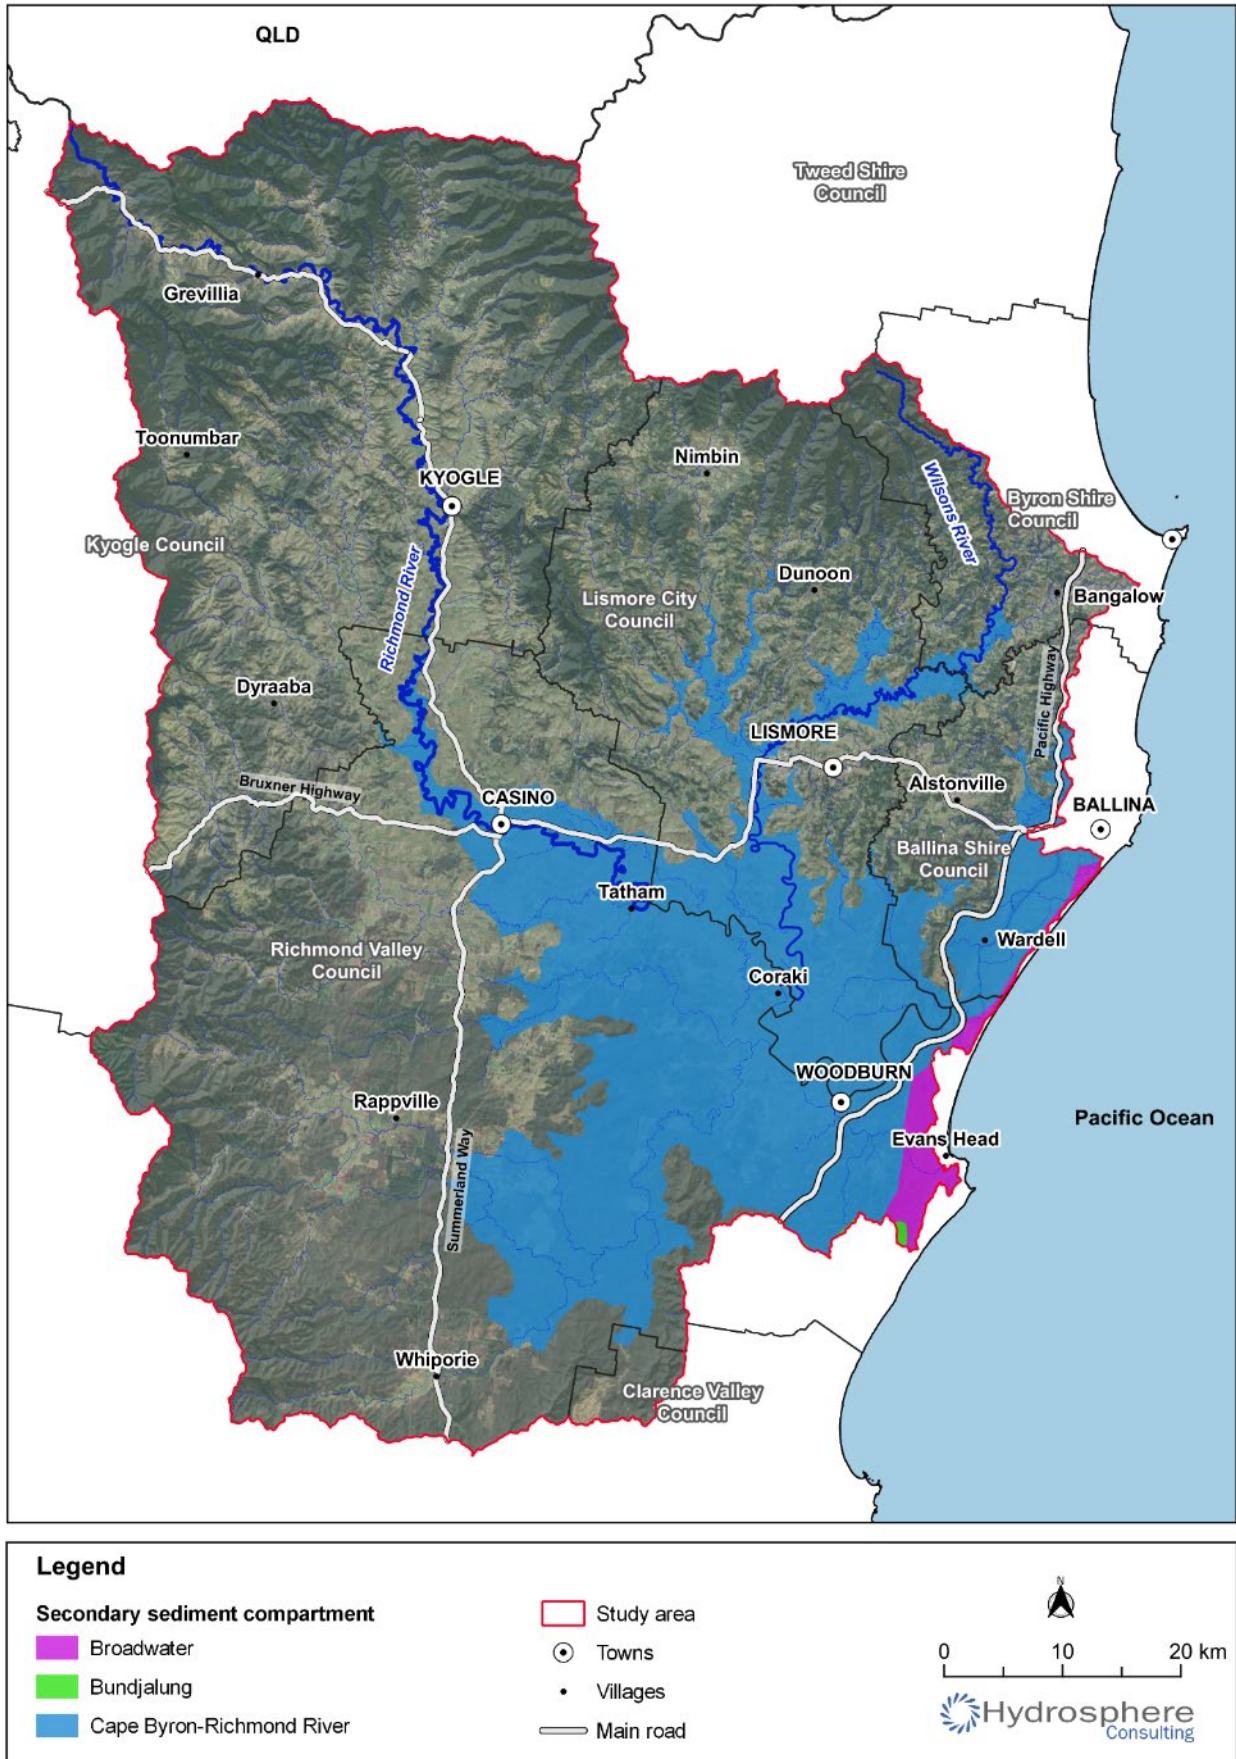 QLD
Tweed Shire
Council
Grevillia
Toonumbar
Nimbin
KYOGLE
Wilsons River
Byron Shire
Council
Kyogle Council
Richmond River
Dunoon
Bangalow
Lismore City
Council
Dyraaba
Pacific Highway
LISMORE
Bruxner Highway
Alstonville
CASINO
BALLINA
Ballina Shire
Council
Tatham
Richmond Valley
Council
Wardell
Coraki
WOODBURN
Rappville
Pacific Ocean
Evans Head
Summerland Way
Whiporie
Clarence Valley
Council
Legend
Secondary sediment compartment
Broadwater
Bundjalung
Cape Byron-Richmond River
Study area
Towns
Villages
Main road
N
0 10 20 km
Hydrosphere
Consulting